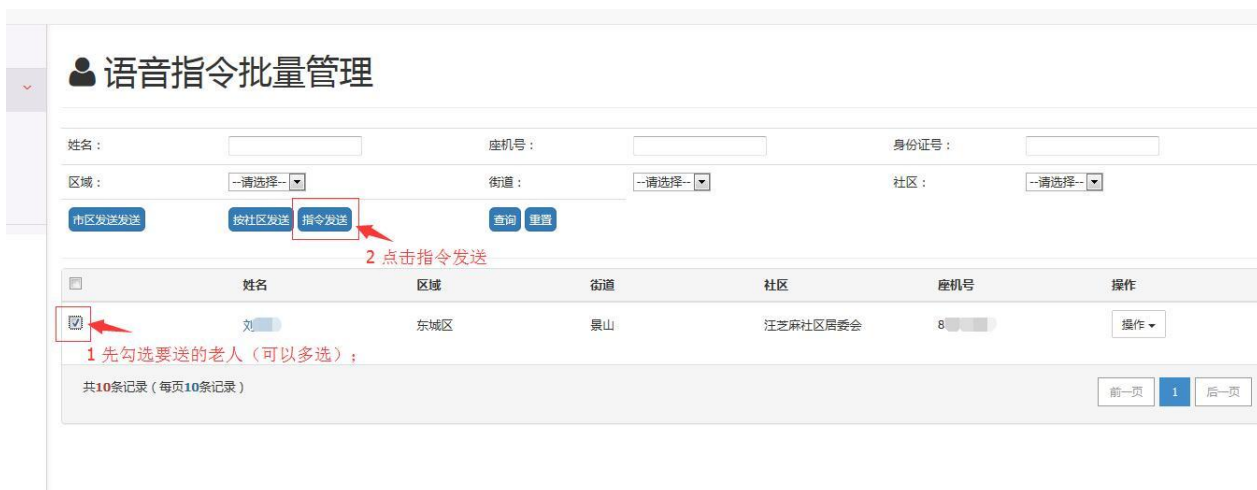 语音指令批量管理
姓名： 座机号： 身份证号：
区域： --请选择-- 街道： --请选择-- 社区： --请选择--
市区发送发送 按社区发送 指令发送 查询 重置
2 点击指令发送
姓名 区域 街道 社区 座机号 操作
刘 东城区 景山 汪芝麻社区居委会 8 操作
1 先勾选要送的老人（可以多选）；
共10条记录（每页10条记录） 前一页 1 后一页